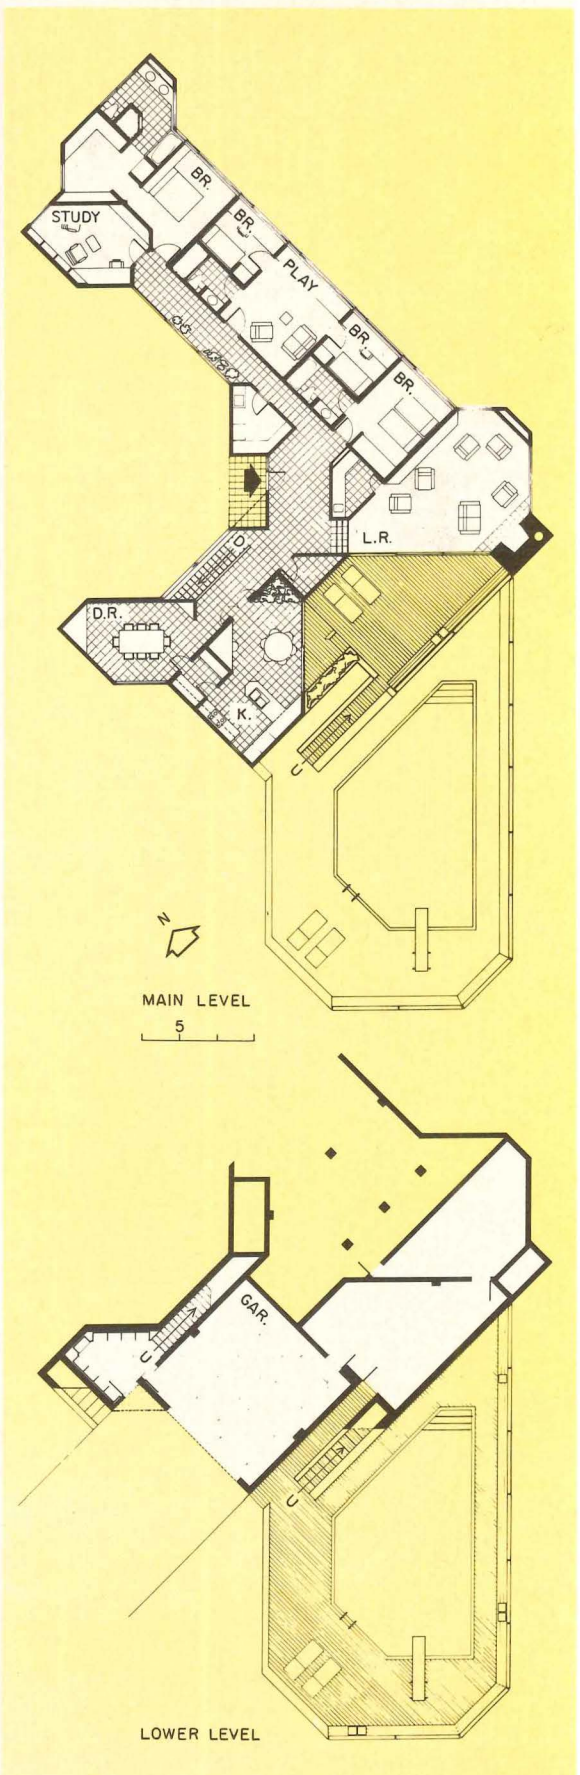 BR.
STUDY
BR.
PLAY
BR.
BR.
L.R.
D
D.R.
K.
U
N
MAIN LEVEL
5
GAR.
U
U
LOWER LEVEL